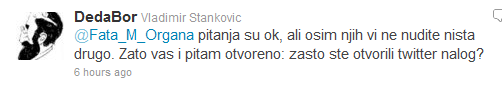 DedaBor Vladimir Stankovic
@Fata_M_Organa pitanja su ok, ali osim njih vi ne nudite nista
drugo. Zato vas i pitam otvoreno: zasto ste otvorili twitter nalog?
6 hours ago